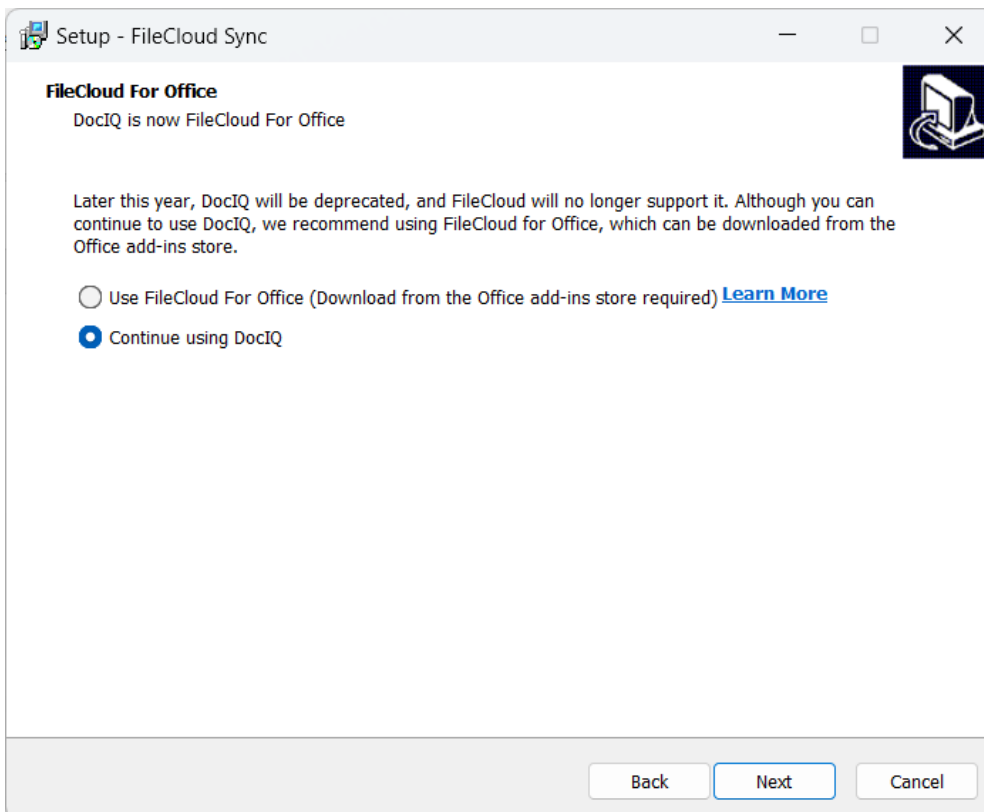 Setup - FileCloud Sync
FileCloud For Office
DocIQ is now FileCloud For Office
Later this year, DocIQ will be deprecated, and FileCloud will no longer support it. Although you can
continue to use DocIQ, we recommend using FileCloud for Office, which can be downloaded from the
Office add-ins store.
Use FileCloud For Office (Download from the Office add-ins store required) Learn More
Continue using DocIQ
Back Next Cancel